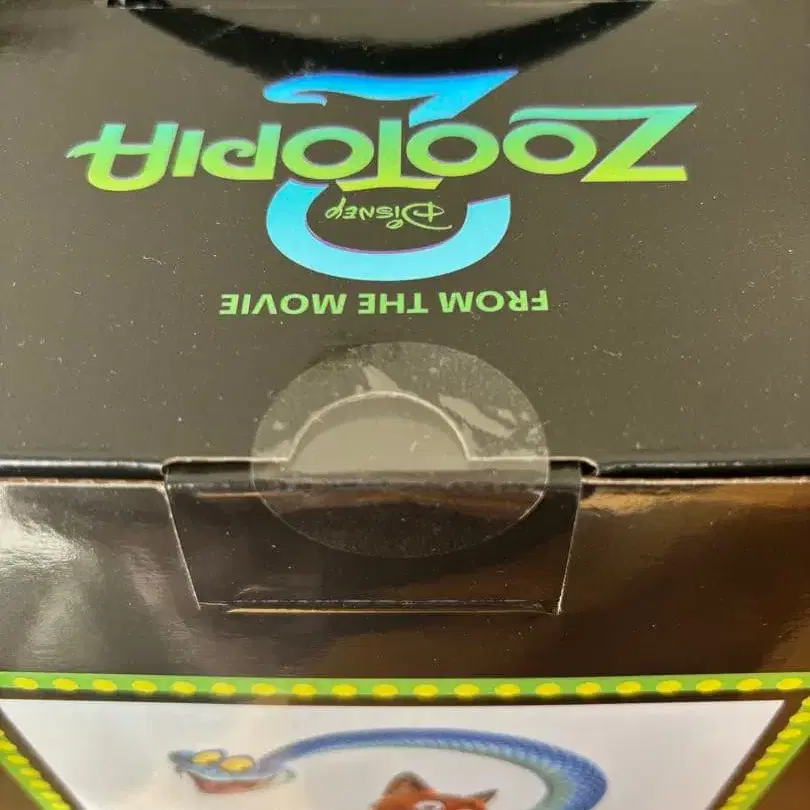 FROM THE MOVIE
Disney
ZOOTOPIA
2